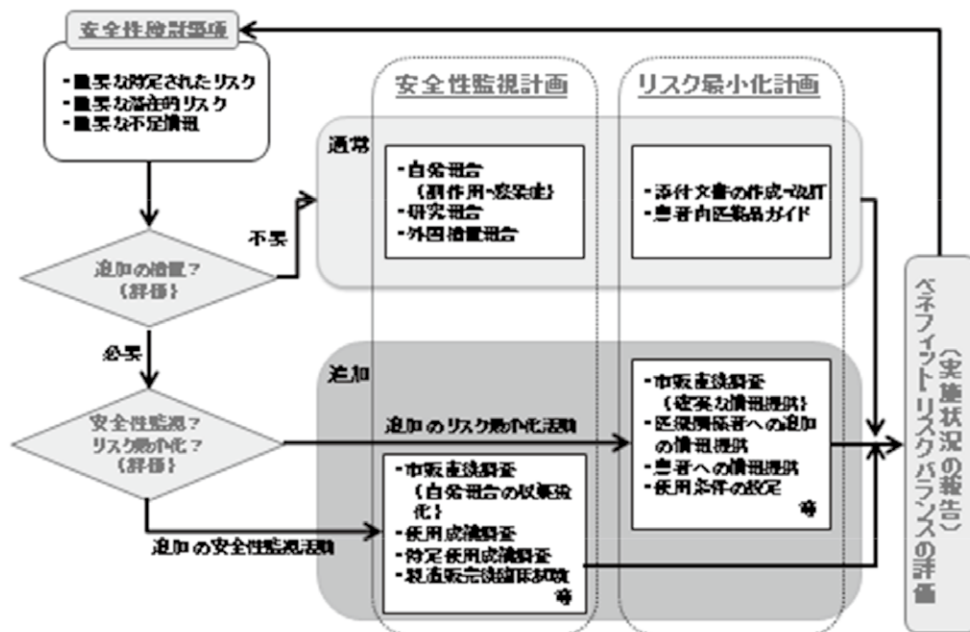 安全性検討事項
・重要な特定されたリスク
・重要な潜在的リスク
・重要な不足情報
安全性監視計画
リスク最小化計画
通常
・自発報告
(副作用・感染症)
・研究報告
・外国措置報告
・添付文書の作成・改訂
・患者向医薬品ガイド
不要
追加の措置?
(評価)
必要
追加
安全性監視?
リスク最小化?
(評価)
追加のリスク最小化活動
・市販直後調査
(確実な情報提供)
・医療関係者への追加
の情報提供
・患者への情報提供
・使用条件の設定
等
追加の安全性監視活動
・市販直後調査
(自発報告の収集強
化)
・使用成績調査
・特定使用成績調査
・製造販売後臨床試験
等
ベネフィット・リスクバランスの評価
(実施状況の報告)